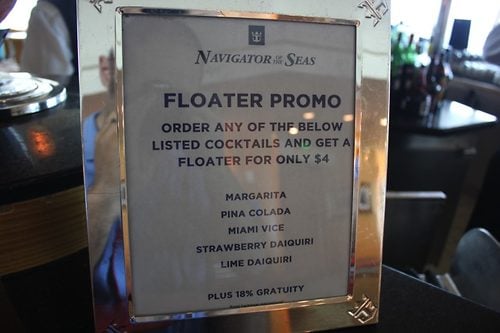 NAVIGATOR OF THE SEAS
FLOATER PROMO
ORDER ANY OF THE BELOW
LISTED COCKTAILS AND GET A
FLOATER FOR ONLY $4
MARGARITA
PINA COLADA
MIAMI VICE
STRAWBERRY DAIQUIRI
LIME DAIQUIRI
PLUS 18% GRATUITY